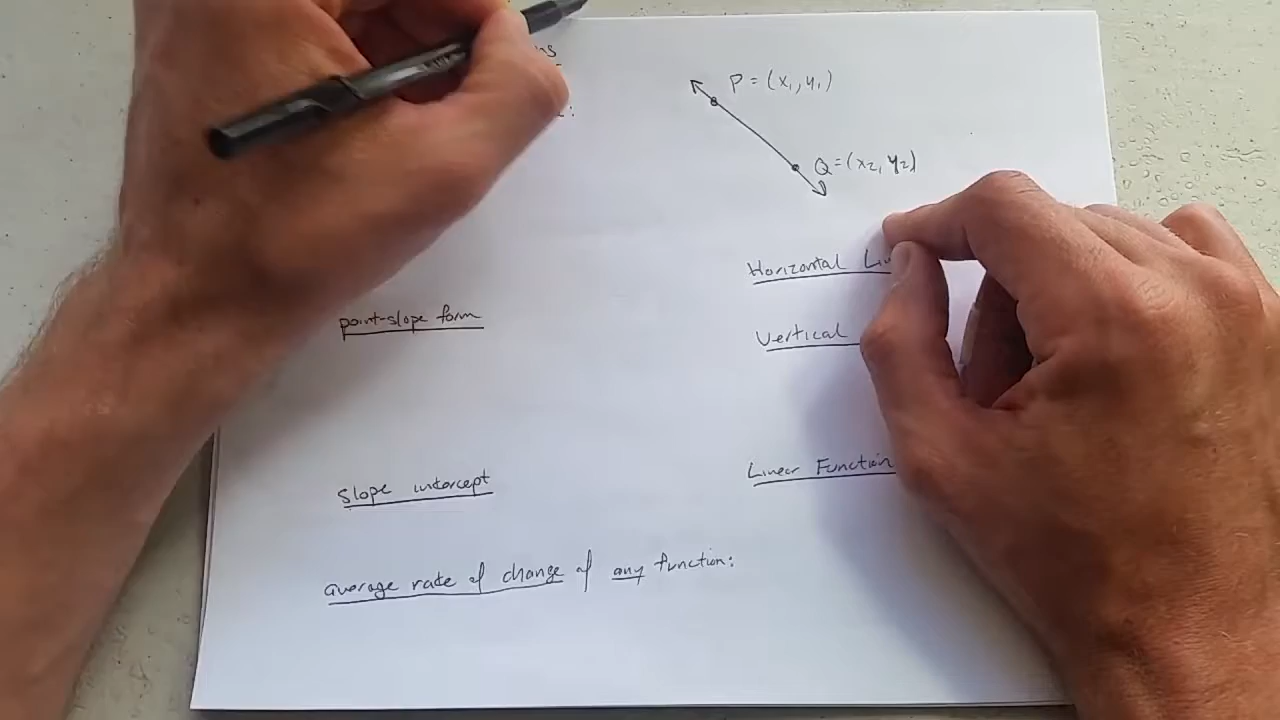 P = (x₁, y₁)
Q = (x₂, y₂)
Horizontal
Vertical
point-slope form
Linear Function
slope intercept
average rate of change of any function: